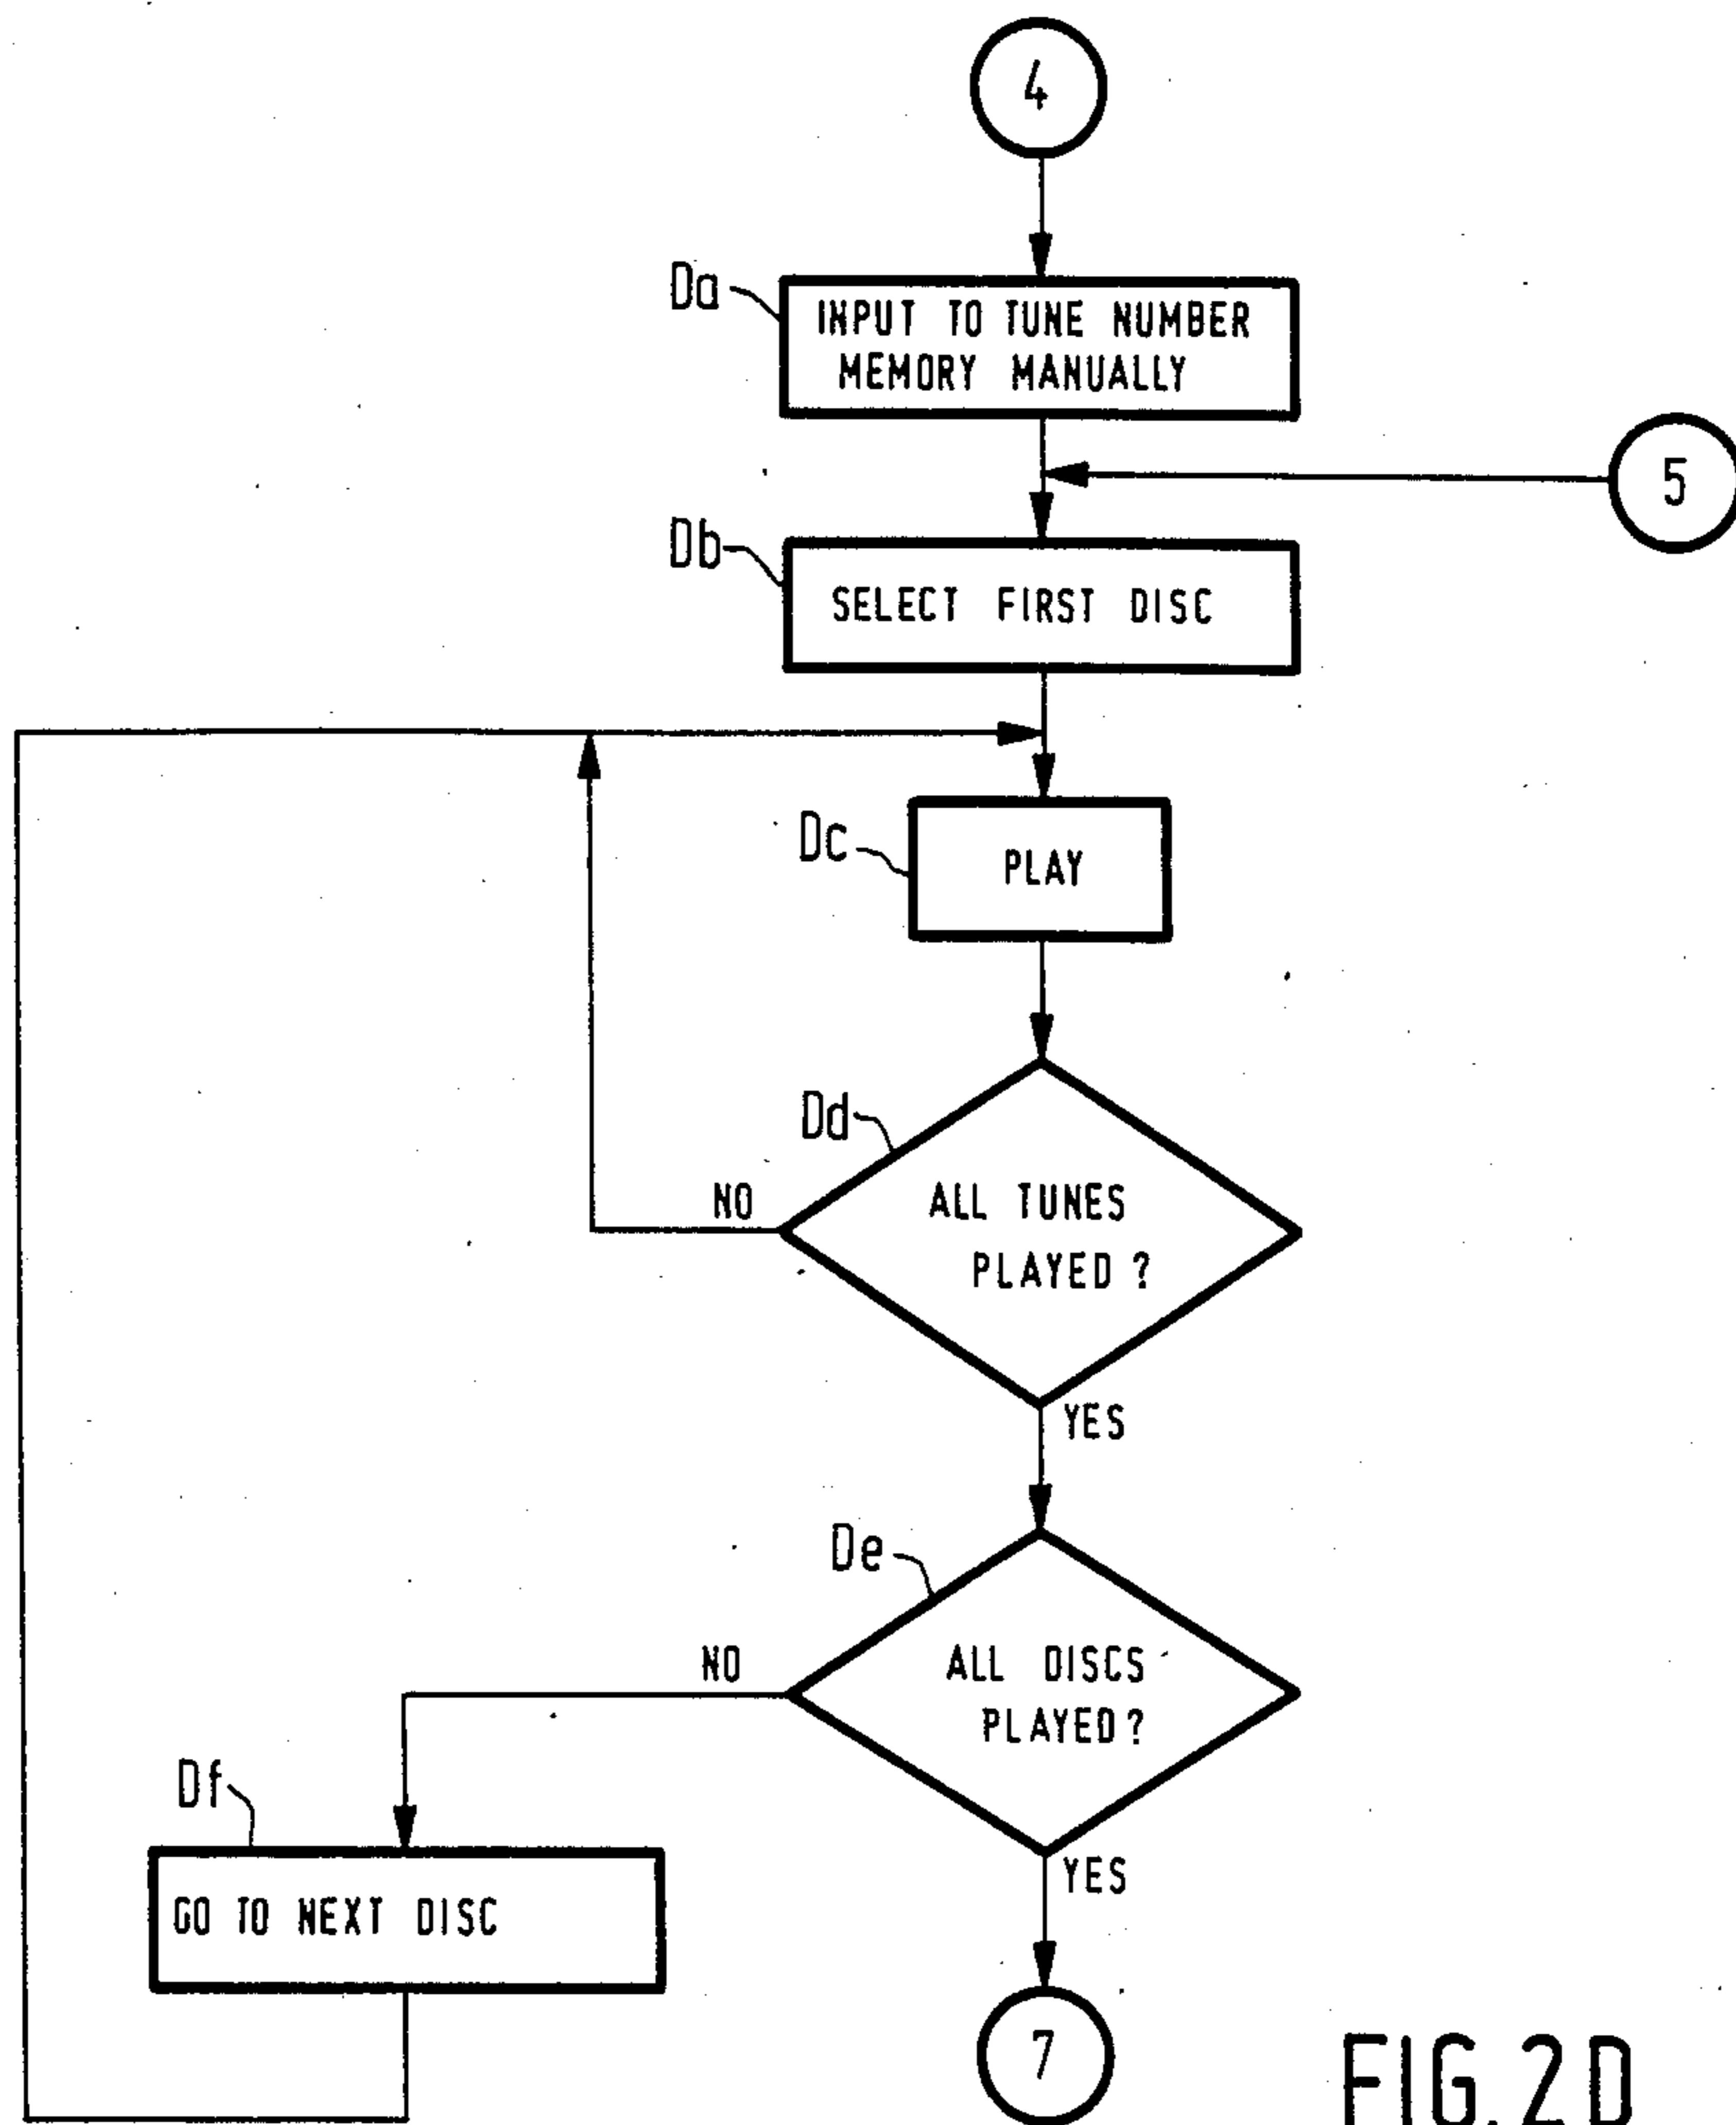 4
Da
INPUT TO TUNE NUMBER
MEMORY MANUALLY
5
Db
SELECT FIRST DISC
Dc
PLAY
Dd
NO
ALL TUNES
PLAYED ?
YES
De
NO
ALL DISCS
PLAYED ?
YES
Df
GO TO NEXT DISC
7
FIG. 2D